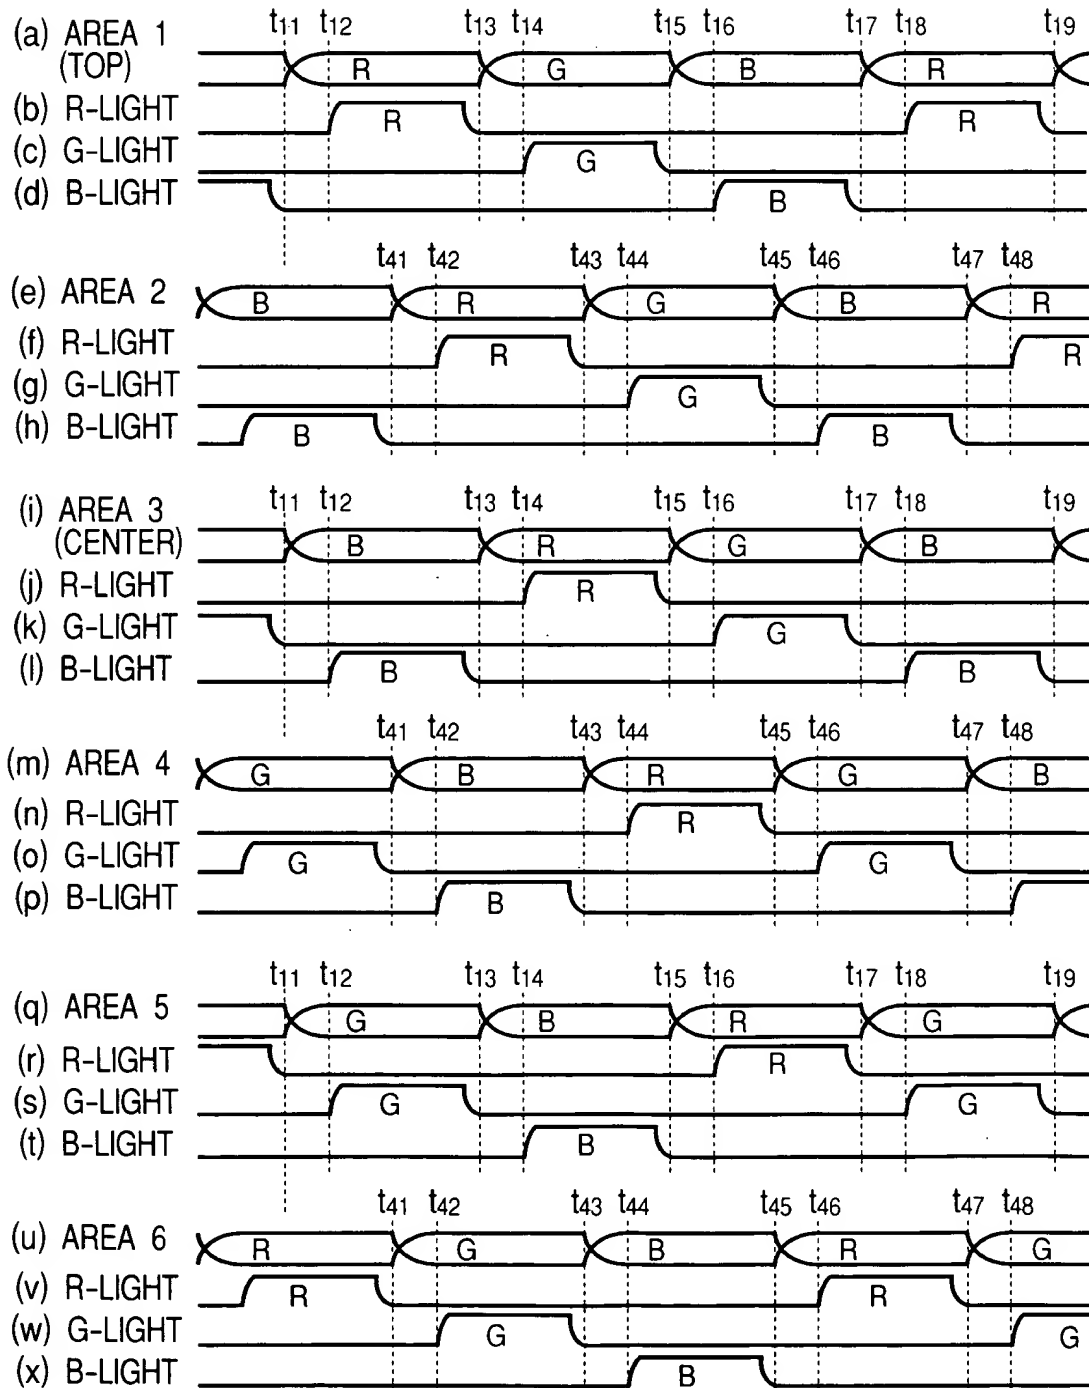 t11 t12 t13 t14 t15 t16 t17 t18 t19
(a) AREA 1
(TOP)
R G B R
(b) R-LIGHT R R
(c) G-LIGHT G
(d) B-LIGHT B
t41 t42 t43 t44 t45 t46 t47 t48
(e) AREA 2 B R G B R
(f) R-LIGHT R R
(g) G-LIGHT G
(h) B-LIGHT B B
t11 t12 t13 t14 t15 t16 t17 t18 t19
(i) AREA 3
(CENTER) B R G B
(j) R-LIGHT R
(k) G-LIGHT G
(l) B-LIGHT B B
t41 t42 t43 t44 t45 t46 t47 t48
(m) AREA 4 G B R G B
(n) R-LIGHT R
(o) G-LIGHT G G
(p) B-LIGHT B
t11 t12 t13 t14 t15 t16 t17 t18 t19
(q) AREA 5 G B R G
(r) R-LIGHT R
(s) G-LIGHT G G
(t) B-LIGHT B
t41 t42 t43 t44 t45 t46 t47 t48
(u) AREA 6 R G B R G
(v) R-LIGHT R R
(w) G-LIGHT G G
(x) B-LIGHT B